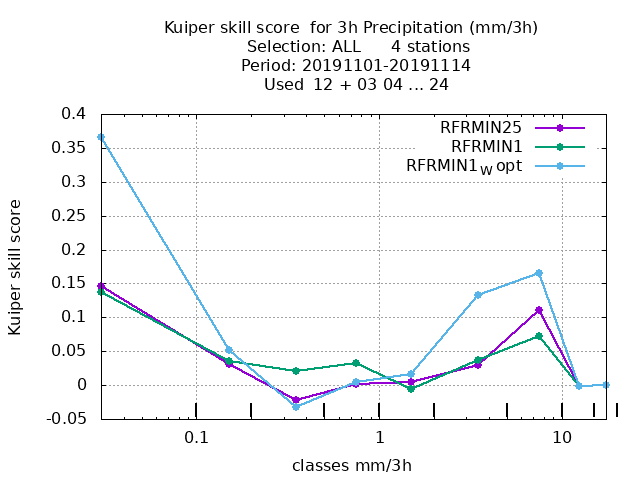 Kuiper skill score  for 3h Precipitation (mm/3h)
Selection: ALL      4 stations
Period: 20191101-20191114
Used  12 + 03 04 ... 24
RFRMIN25
RFRMIN1
RFRMIN1W opt
0.4
0.35
0.3
0.25
0.2
0.15
0.1
0.05
0
-0.05
Kuiper skill score
0.1 1 10
classes mm/3h